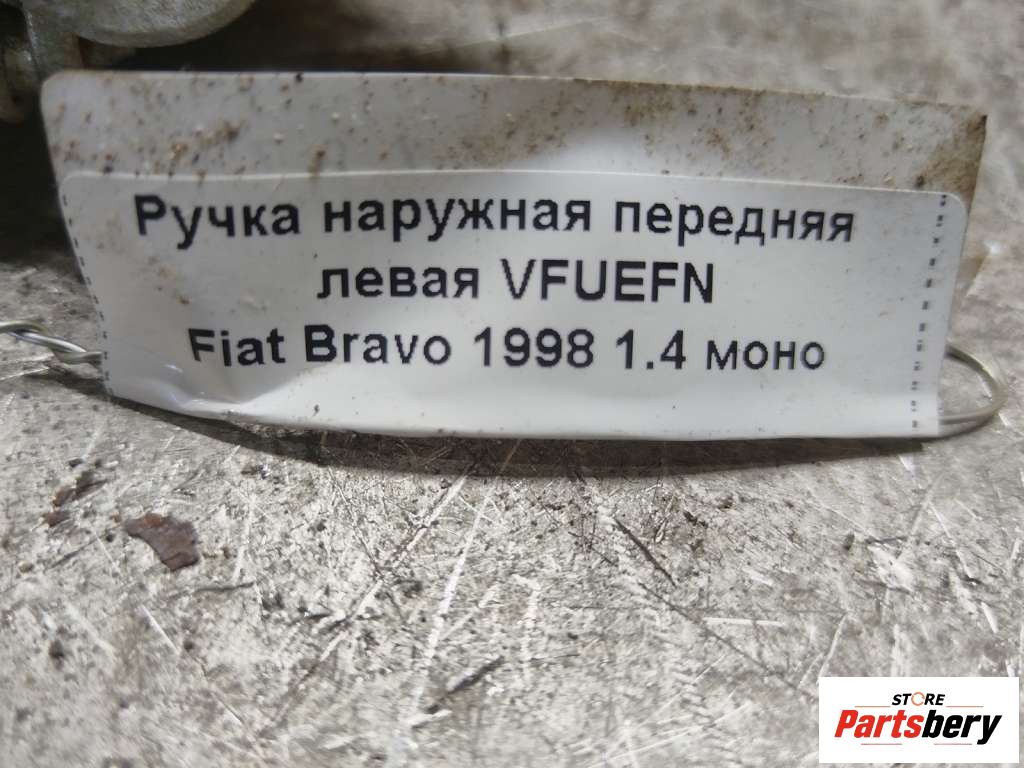 Ручка наружная передняя
левая VFUEFN
Fiat Bravo 1998 1.4 моно
STORE
Partsbery